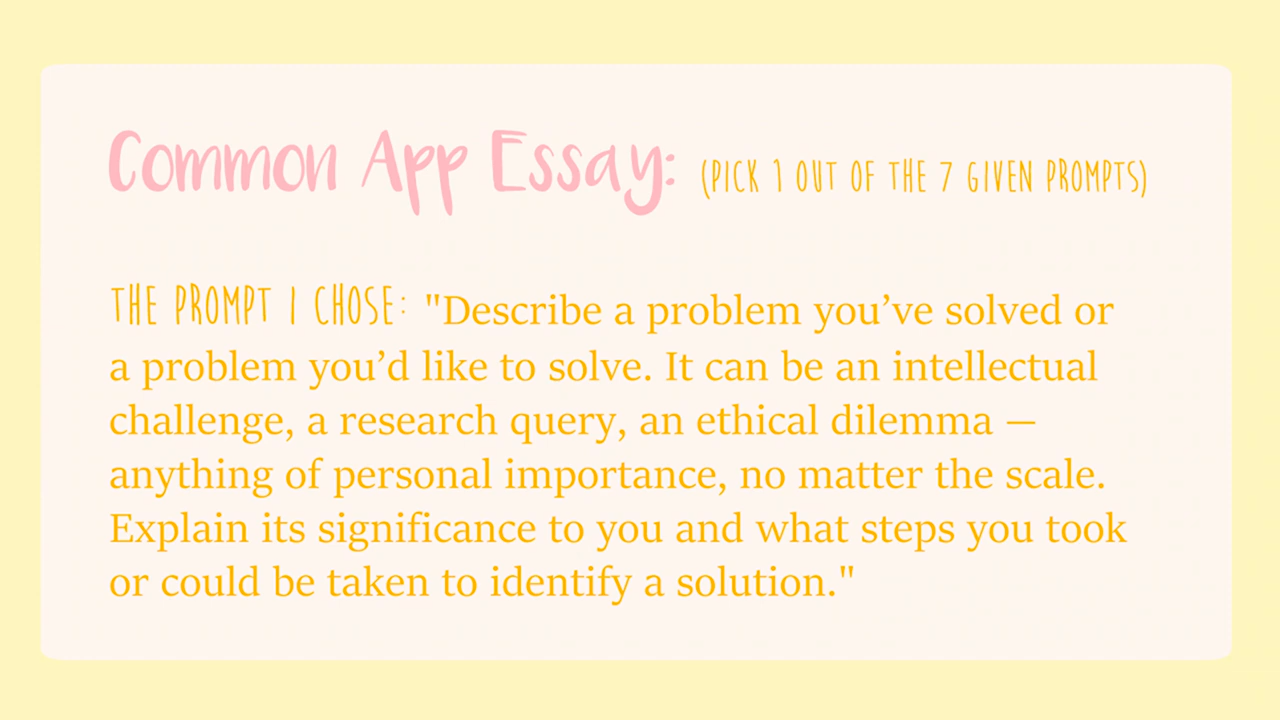 Common App Essay: (PICK 1 OUT OF THE 7 GIVEN PROMPTS)
THE PROMPT I CHOSE: "Describe a problem you’ve solved or
a problem you’d like to solve. It can be an intellectual
challenge, a research query, an ethical dilemma —
anything of personal importance, no matter the scale.
Explain its significance to you and what steps you took
or could be taken to identify a solution."